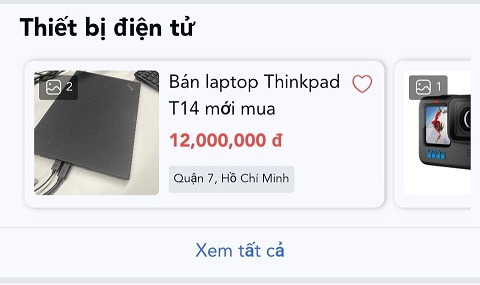 Thiết bị điện tử
2
Bán laptop Thinkpad
T14 mới mua
12,000,000 đ
Quận 7, Hồ Chí Minh
1
Xem tất cả